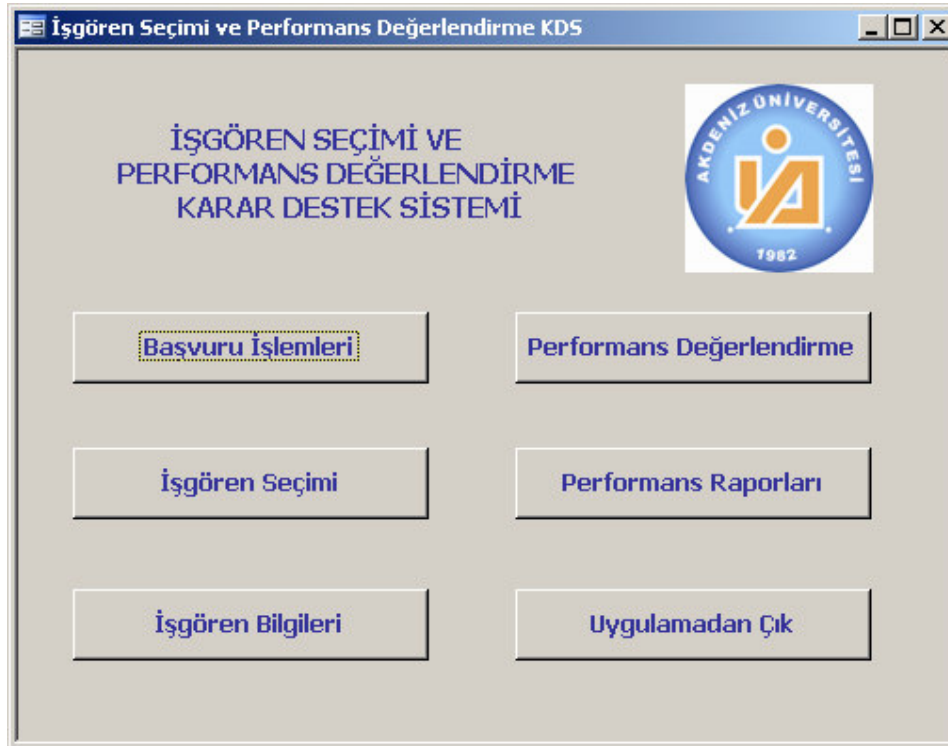 İşgören Seçimi ve Performans Değerlendirme KDS
İŞGÖREN SEÇİMİ VE
PERFORMANS DEĞERLENDİRME
KARAR DESTEK SİSTEMİ
AKDENİZ ÜNİVERSİTESİ
1982
Başvuru İşlemleri
Performans Değerlendirme
İşgören Seçimi
Performans Raporları
İşgören Bilgileri
Uygulamadan Çık